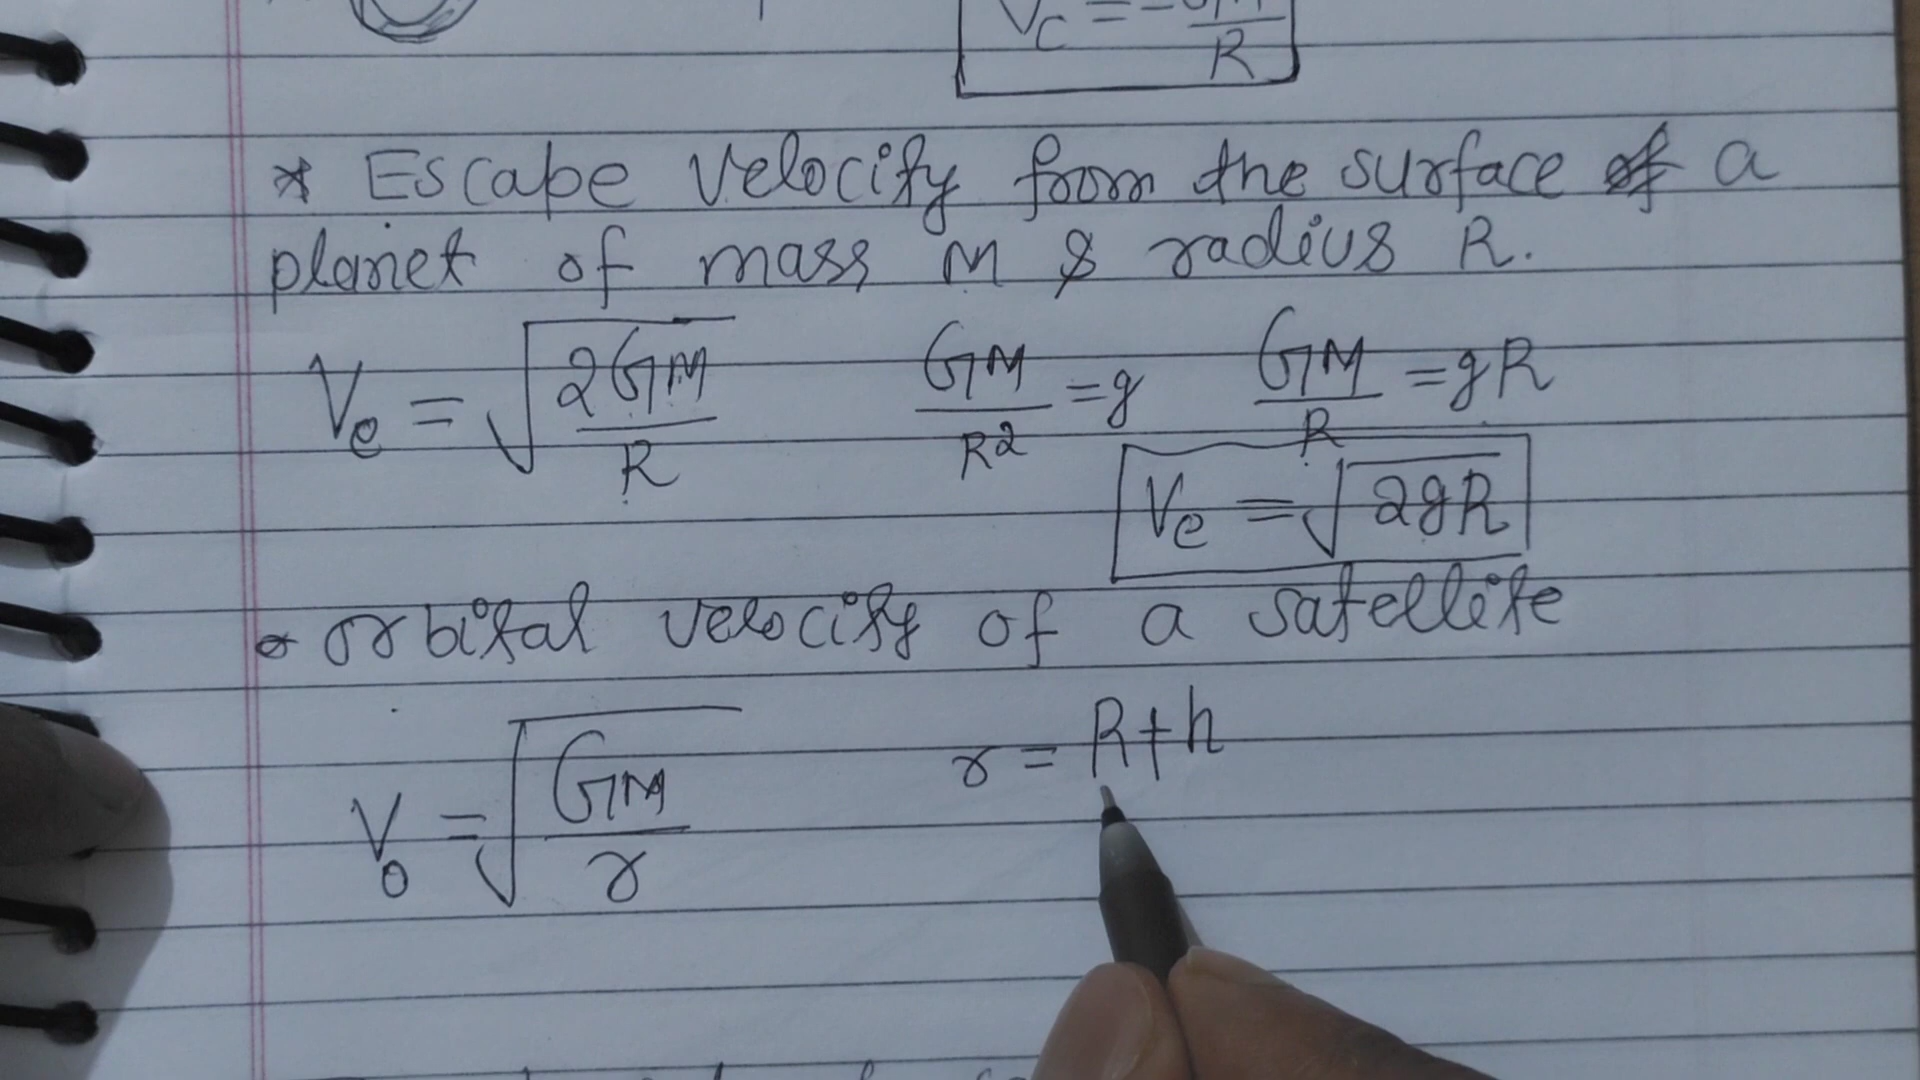 Vc = -GM/R
* Escape Velocity from the surface of a
planet of mass M & radius R.
Ve = √(2GM/R)   GM/R² = g   GM/R = gR
Ve = √2gR
orbital velocity of a satellite
Vo = √(GM/r)   r = R+h